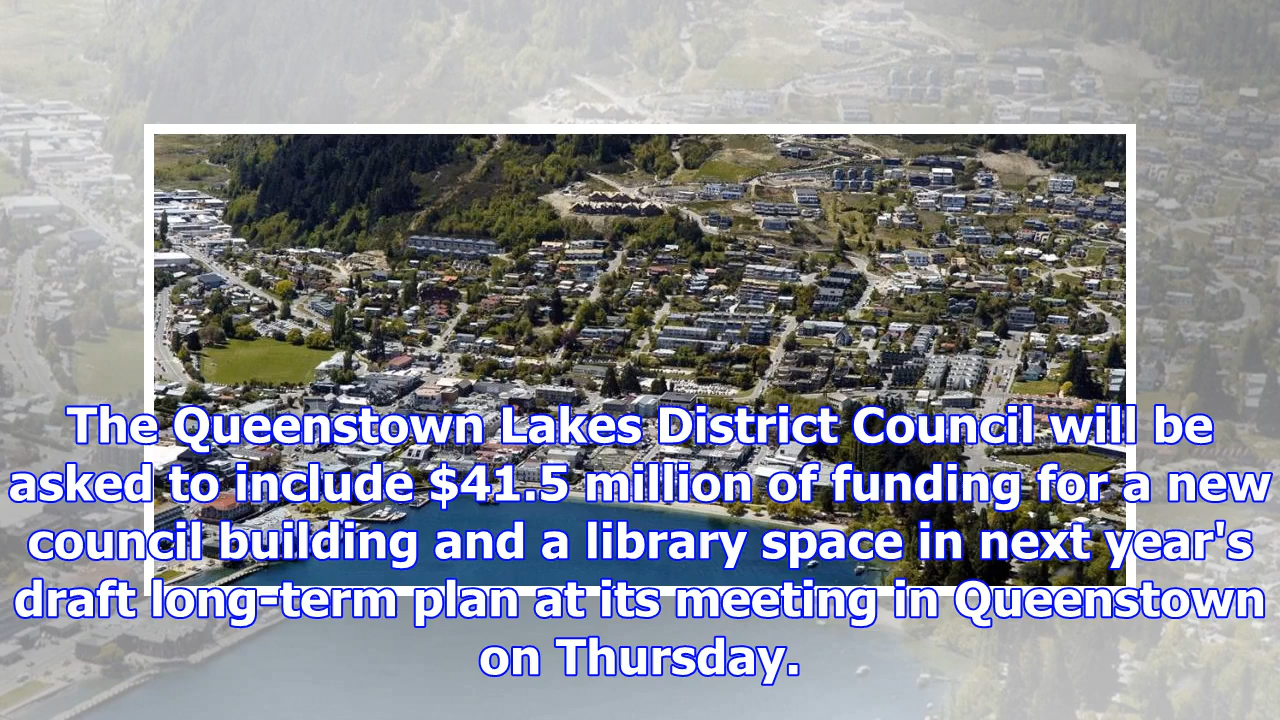 The Queenstown Lakes District Council will be
asked to include $41.5 million of funding for a new
council building and a library space in next year's
draft long-term plan at its meeting in Queenstown
on Thursday.